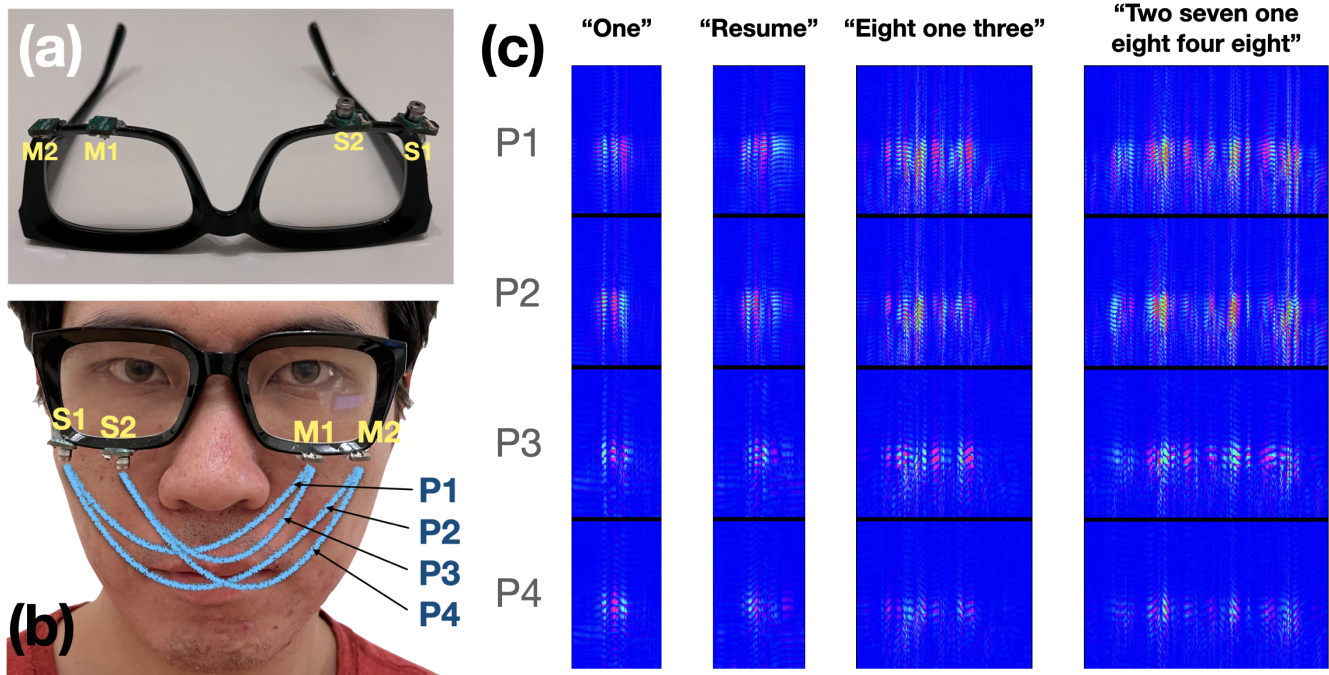 (a)
M2 M1 S2 S1
(b)
S1 S2 M1 M2
P1
P2
P3
P4
(c)
“One” “Resume” “Eight one three” “Two seven one
eight four eight”
P1
P2
P3
P4